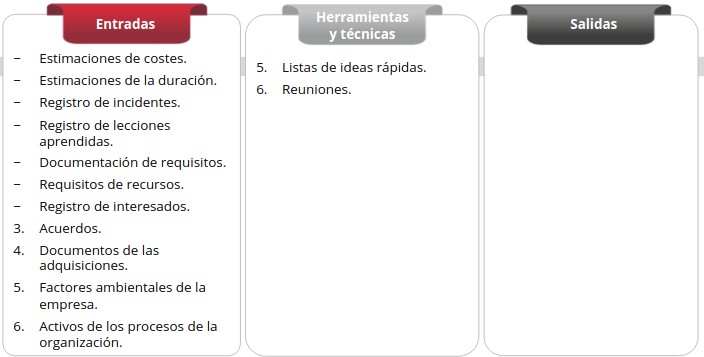 Entradas
– Estimaciones de costes.
– Estimaciones de la duración.
– Registro de incidentes.
– Registro de lecciones
aprendidas.
– Documentación de requisitos.
– Requisitos de recursos.
– Registro de interesados.
3. Acuerdos.
4. Documentos de las
adquisiciones.
5. Factores ambientales de la
empresa.
6. Activos de los procesos de la
organización.
Herramientas
y técnicas
5. Listas de ideas rápidas.
6. Reuniones.
Salidas